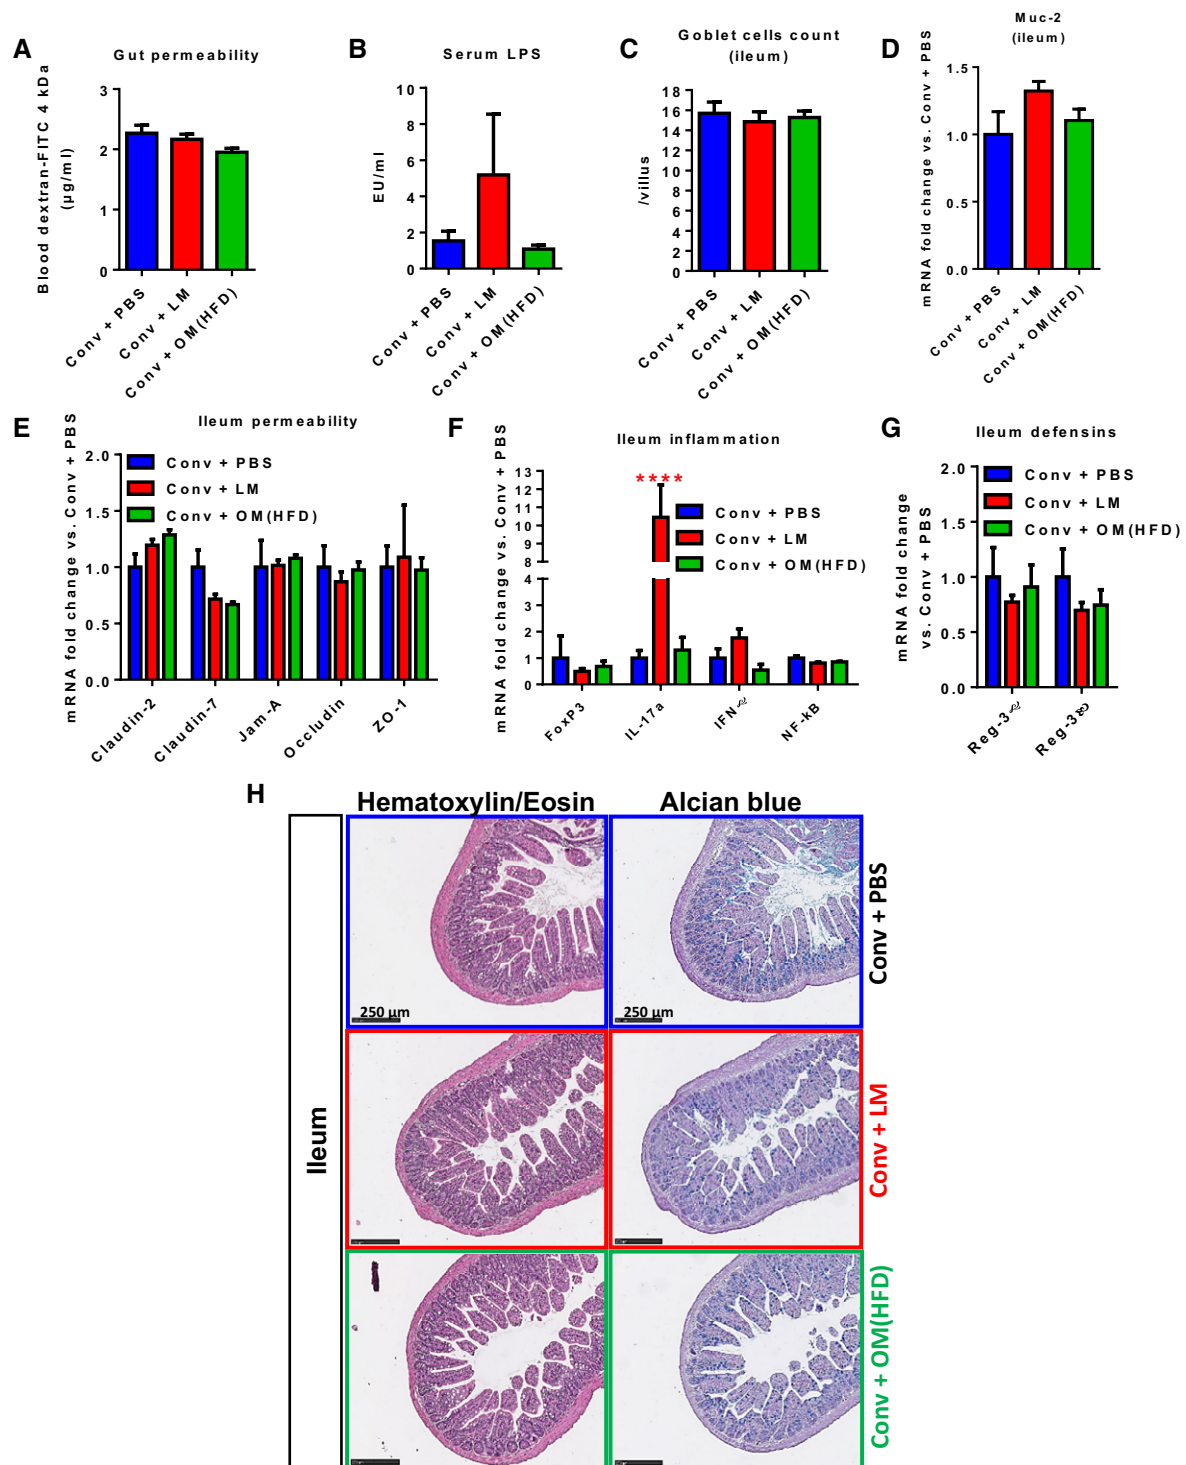 A
Gut permeability
Blood dextran-FITC 4 kDa
(µg/ml)
3
2
1
0
Conv + PBS
Conv + LM
Conv + OM(HFD)
B
Serum LPS
EU/ml
10
8
6
4
2
0
Conv + PBS
Conv + LM
Conv + OM(HFD)
C
Goblet cells count
(ileum)
/villus
18
16
14
12
10
8
6
4
2
0
Conv + PBS
Conv + LM
Conv + OM(HFD)
D
Muc-2
(ileum)
mRNA fold change vs. Conv + PBS
1.5
1.0
0.5
0.0
Conv + PBS
Conv + LM
Conv + OM(HFD)
E
Ileum permeability
mRNA fold change vs. Conv + PBS
2.0
1.5
1.0
0.5
0.0
Conv + PBS
Conv + LM
Conv + OM(HFD)
Claudin-2
Claudin-7
Jam-A
Occludin
ZO-1
F
Ileum inflammation
mRNA fold change vs. Conv + PBS
13
12
11
10
9
8
4
3
2
1
0
****
Conv + PBS
Conv + LM
Conv + OM(HFD)
FoxP3
IL-17a
IFN
NF-kB
G
Ileum defensins
mRNA fold change
vs. Conv + PBS
2.0
1.5
1.0
0.5
0.0
Conv + PBS
Conv + LM
Conv + OM(HFD)
Reg-3
Reg-3
H
Hematoxylin/Eosin
Alcian blue
Ileum
250 µm
250 µm
Conv + PBS
Conv + LM
Conv + OM(HFD)